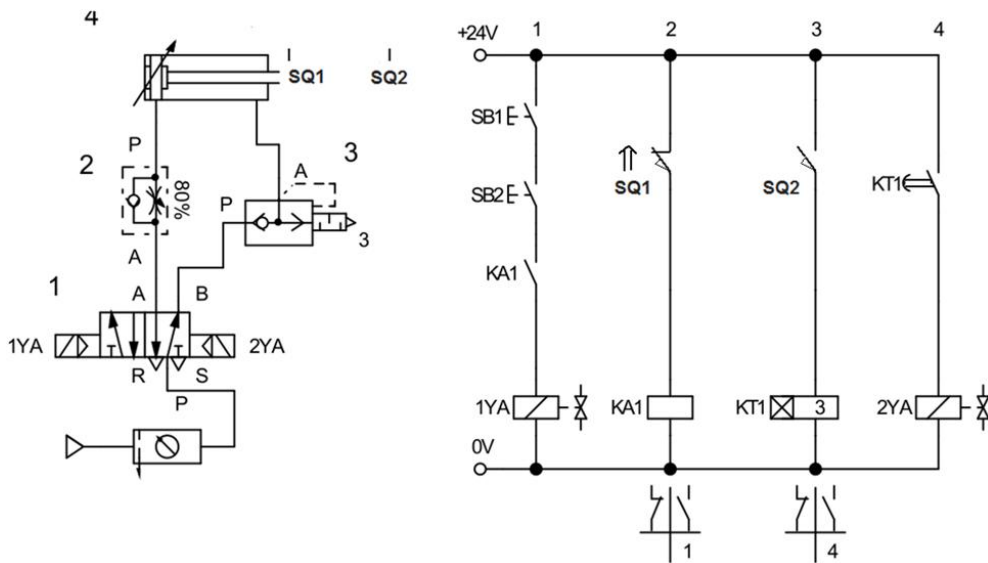 4
SQ1 SQ2
P
2
3
A
80%
P
3
A
1
A B
1YA 2YA
R S
P
1 2 3 4
+24V
SB1
SQ1 SQ2 KT1
SB2
KA1
1YA KA1 KT1 3 2YA
0V
1 4